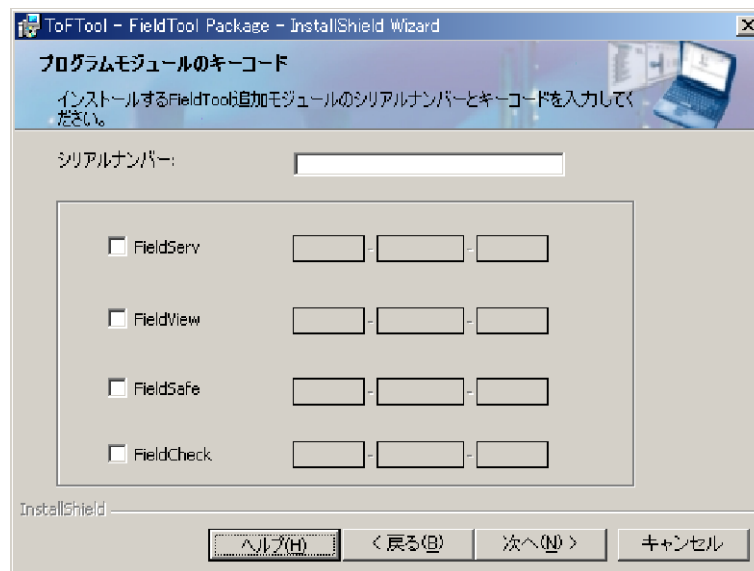 ToFTool - FieldTool Package - InstallShield Wizard
プログラムモジュールのキーコード
インストールするFieldTool追加モジュールのシリアルナンバーとキーコードを入力してく
ださい。
シリアルナンバー:
FieldServ
- -
FieldView
- -
FieldSafe
- -
FieldCheck
- -
InstallShield
ヘルプ(H)
< 戻る(B)
次へ(N) >
キャンセル